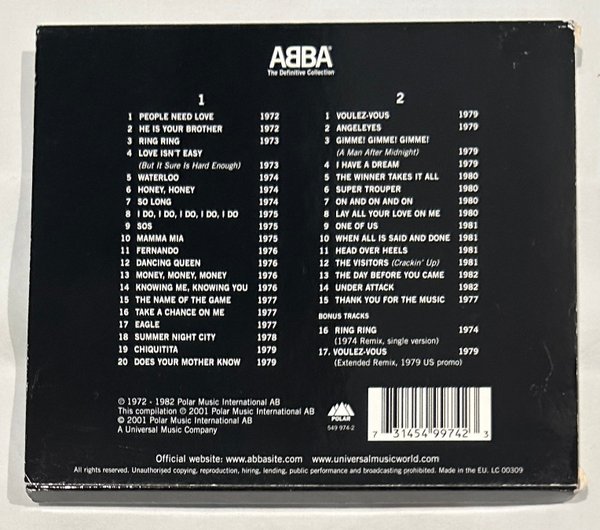 ABBA®
The Definitive Collection
1
1 PEOPLE NEED LOVE 1972
2 HE IS YOUR BROTHER 1972
3 RING RING 1973
4 LOVE ISN'T EASY
(But It Sure Is Hard Enough) 1973
5 WATERLOO 1974
6 HONEY, HONEY 1974
7 SO LONG 1974
8 I DO, I DO, I DO, I DO, I DO 1975
9 SOS 1975
10 MAMMA MIA 1975
11 FERNANDO 1976
12 DANCING QUEEN 1976
13 MONEY, MONEY, MONEY 1976
14 KNOWING ME, KNOWING YOU 1976
15 THE NAME OF THE GAME 1977
16 TAKE A CHANCE ON ME 1977
17 EAGLE 1977
18 SUMMER NIGHT CITY 1978
19 CHIQUITITA 1979
20 DOES YOUR MOTHER KNOW 1979
2
1 VOULEZ-VOUS 1979
2 ANGELEYES 1979
3 GIMME! GIMME! GIMME!
(A Man After Midnight) 1979
4 I HAVE A DREAM 1979
5 THE WINNER TAKES IT ALL 1980
6 SUPER TROUPER 1980
7 ON AND ON AND ON 1980
8 LAY ALL YOUR LOVE ON ME 1980
9 ONE OF US 1981
10 WHEN ALL IS SAID AND DONE 1981
11 HEAD OVER HEELS 1981
12 THE VISITORS (Crackin' Up) 1981
13 THE DAY BEFORE YOU CAME 1982
14 UNDER ATTACK 1982
15 THANK YOU FOR THE MUSIC 1977
BONUS TRACKS
16 RING RING 1974
(1974 Remix, single version)
17. VOULEZ-VOUS 1979
(Extended Remix, 1979 US promo)
℗ 1972 - 1982 Polar Music International AB
This compilation ℗ 2001 Polar Music International AB
© 2001 Polar Music International AB
A Universal Music Company
POLAR
549 974-2
7 31454 99742 3
Official website: www.abbasite.com www.universalmusicworld.com
All rights reserved. Unauthorised copying, reproduction, hiring, lending, public performance and broadcasting prohibited. Made in the EU. LC 00309